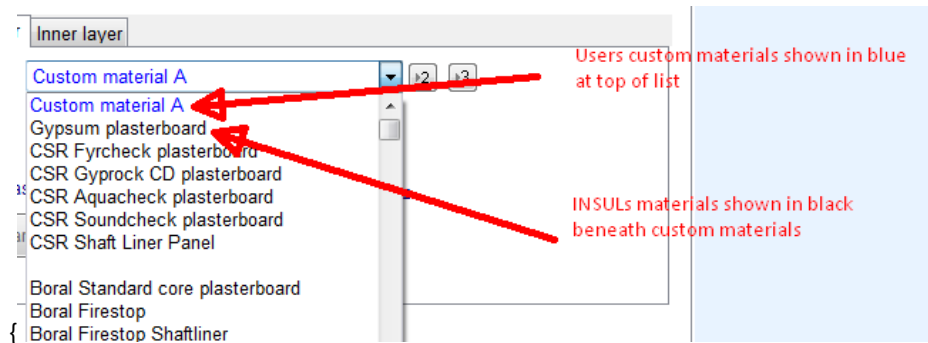 Inner layer
Users custom materials shown in blue
at top of list
Custom material A
2
3
Custom material A
Gypsum plasterboard
CSR Fyrcheck plasterboard
CSR Gyprock CD plasterboard
CSR Aquacheck plasterboard
CSR Soundcheck plasterboard
CSR Shaft Liner Panel
INSULs materials shown in black
beneath custom materials
Boral Standard core plasterboard
Boral Firestop
{ Boral Firestop Shaftliner